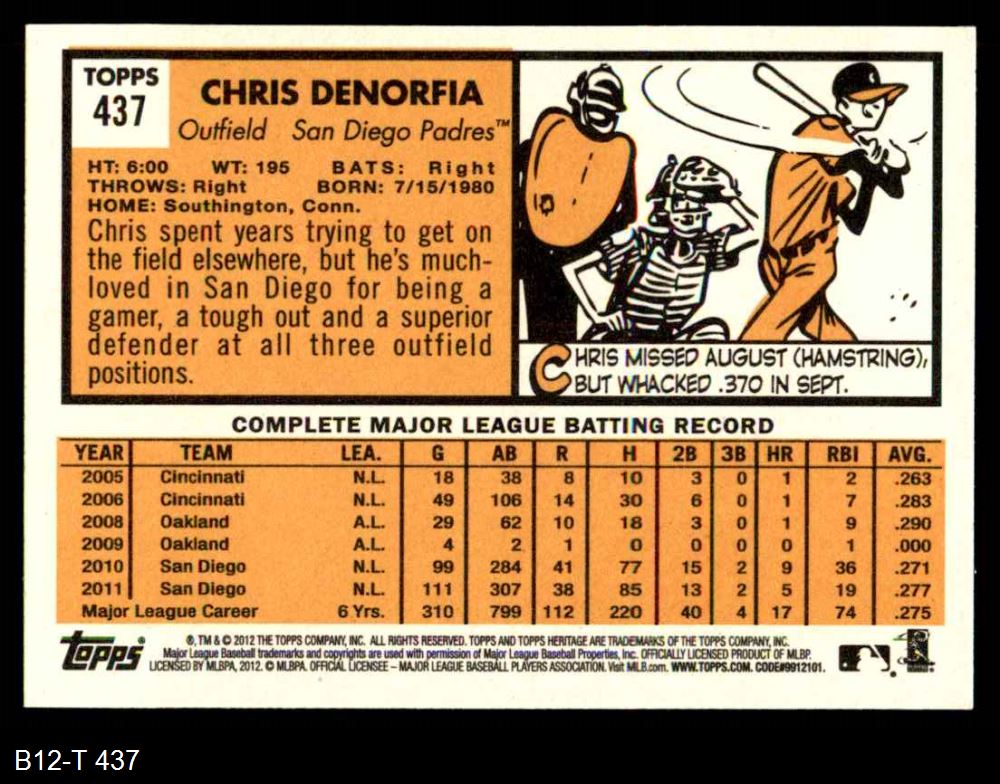 TOPPS
437
CHRIS DENORFIA
Outfield San Diego Padres™
HT: 6:00 WT: 195 BATS: Right
THROWS: Right BORN: 7/15/1980
HOME: Southington, Conn.
Chris spent years trying to get on
the field elsewhere, but he's much-
loved in San Diego for being a
gamer, a tough out and a superior
defender at all three outfield
positions.
10
C
CHRIS MISSED AUGUST (HAMSTRING),
BUT WHACKED .370 IN SEPT.
COMPLETE MAJOR LEAGUE BATTING RECORD
YEAR TEAM LEA. G AB R H 2B 3B HR RBI AVG.
2005 Cincinnati N.L. 18 38 8 10 3 0 1 2 .263
2006 Cincinnati N.L. 49 106 14 30 6 0 1 7 .283
2008 Oakland A.L. 29 62 10 18 3 0 1 9 .290
2009 Oakland A.L. 4 2 1 0 0 0 0 1 .000
2010 San Diego N.L. 99 284 41 77 15 2 9 36 .271
2011 San Diego N.L. 111 307 38 85 13 2 5 19 .277
Major League Career 6 Yrs. 310 799 112 220 40 4 17 74 .275
Topps®
®, TM & © 2012 THE TOPPS COMPANY, INC. ALL RIGHTS RESERVED. TOPPS AND TOPPS HERITAGE ARE TRADEMARKS OF THE TOPPS COMPANY, INC.
Major League Baseball trademarks and copyrights are used with permission of Major League Baseball Properties, Inc. OFFICIALLY LICENSED PRODUCT OF MLBP.
LICENSED BY MLBPA, 2012. © MLBPA. OFFICIAL LICENSEE – MAJOR LEAGUE BASEBALL PLAYERS ASSOCIATION. Visit MLB.com. WWW.TOPPS.COM. CODE#9912101.
B12-T 437